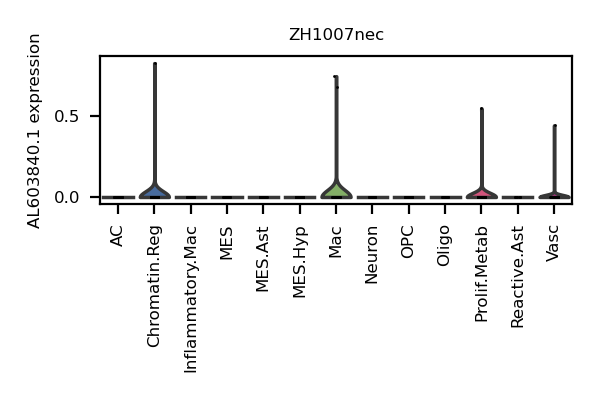 ZH1007nec
AL603840.1 expression
0.5
0.0
AC
Chromatin.Reg
Inflammatory.Mac
MES
MES.Ast
MES.Hyp
Mac
Neuron
OPC
Oligo
Prolif.Metab
Reactive.Ast
Vasc